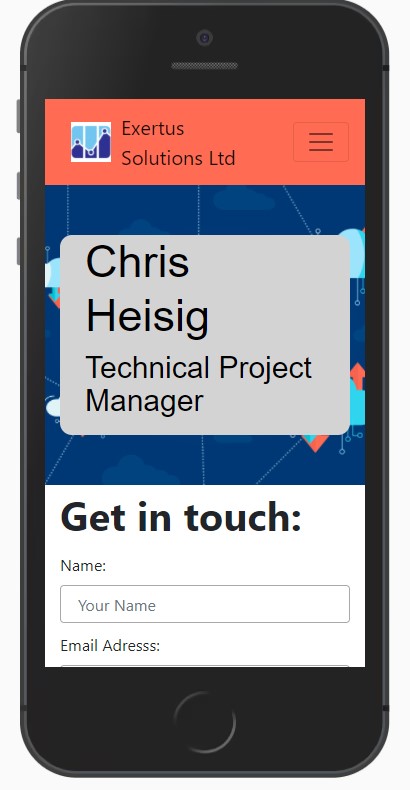 Exertus
Solutions Ltd
Chris
Heisig
Technical Project
Manager
Get in touch:
Name:
Your Name
Email Adresss: